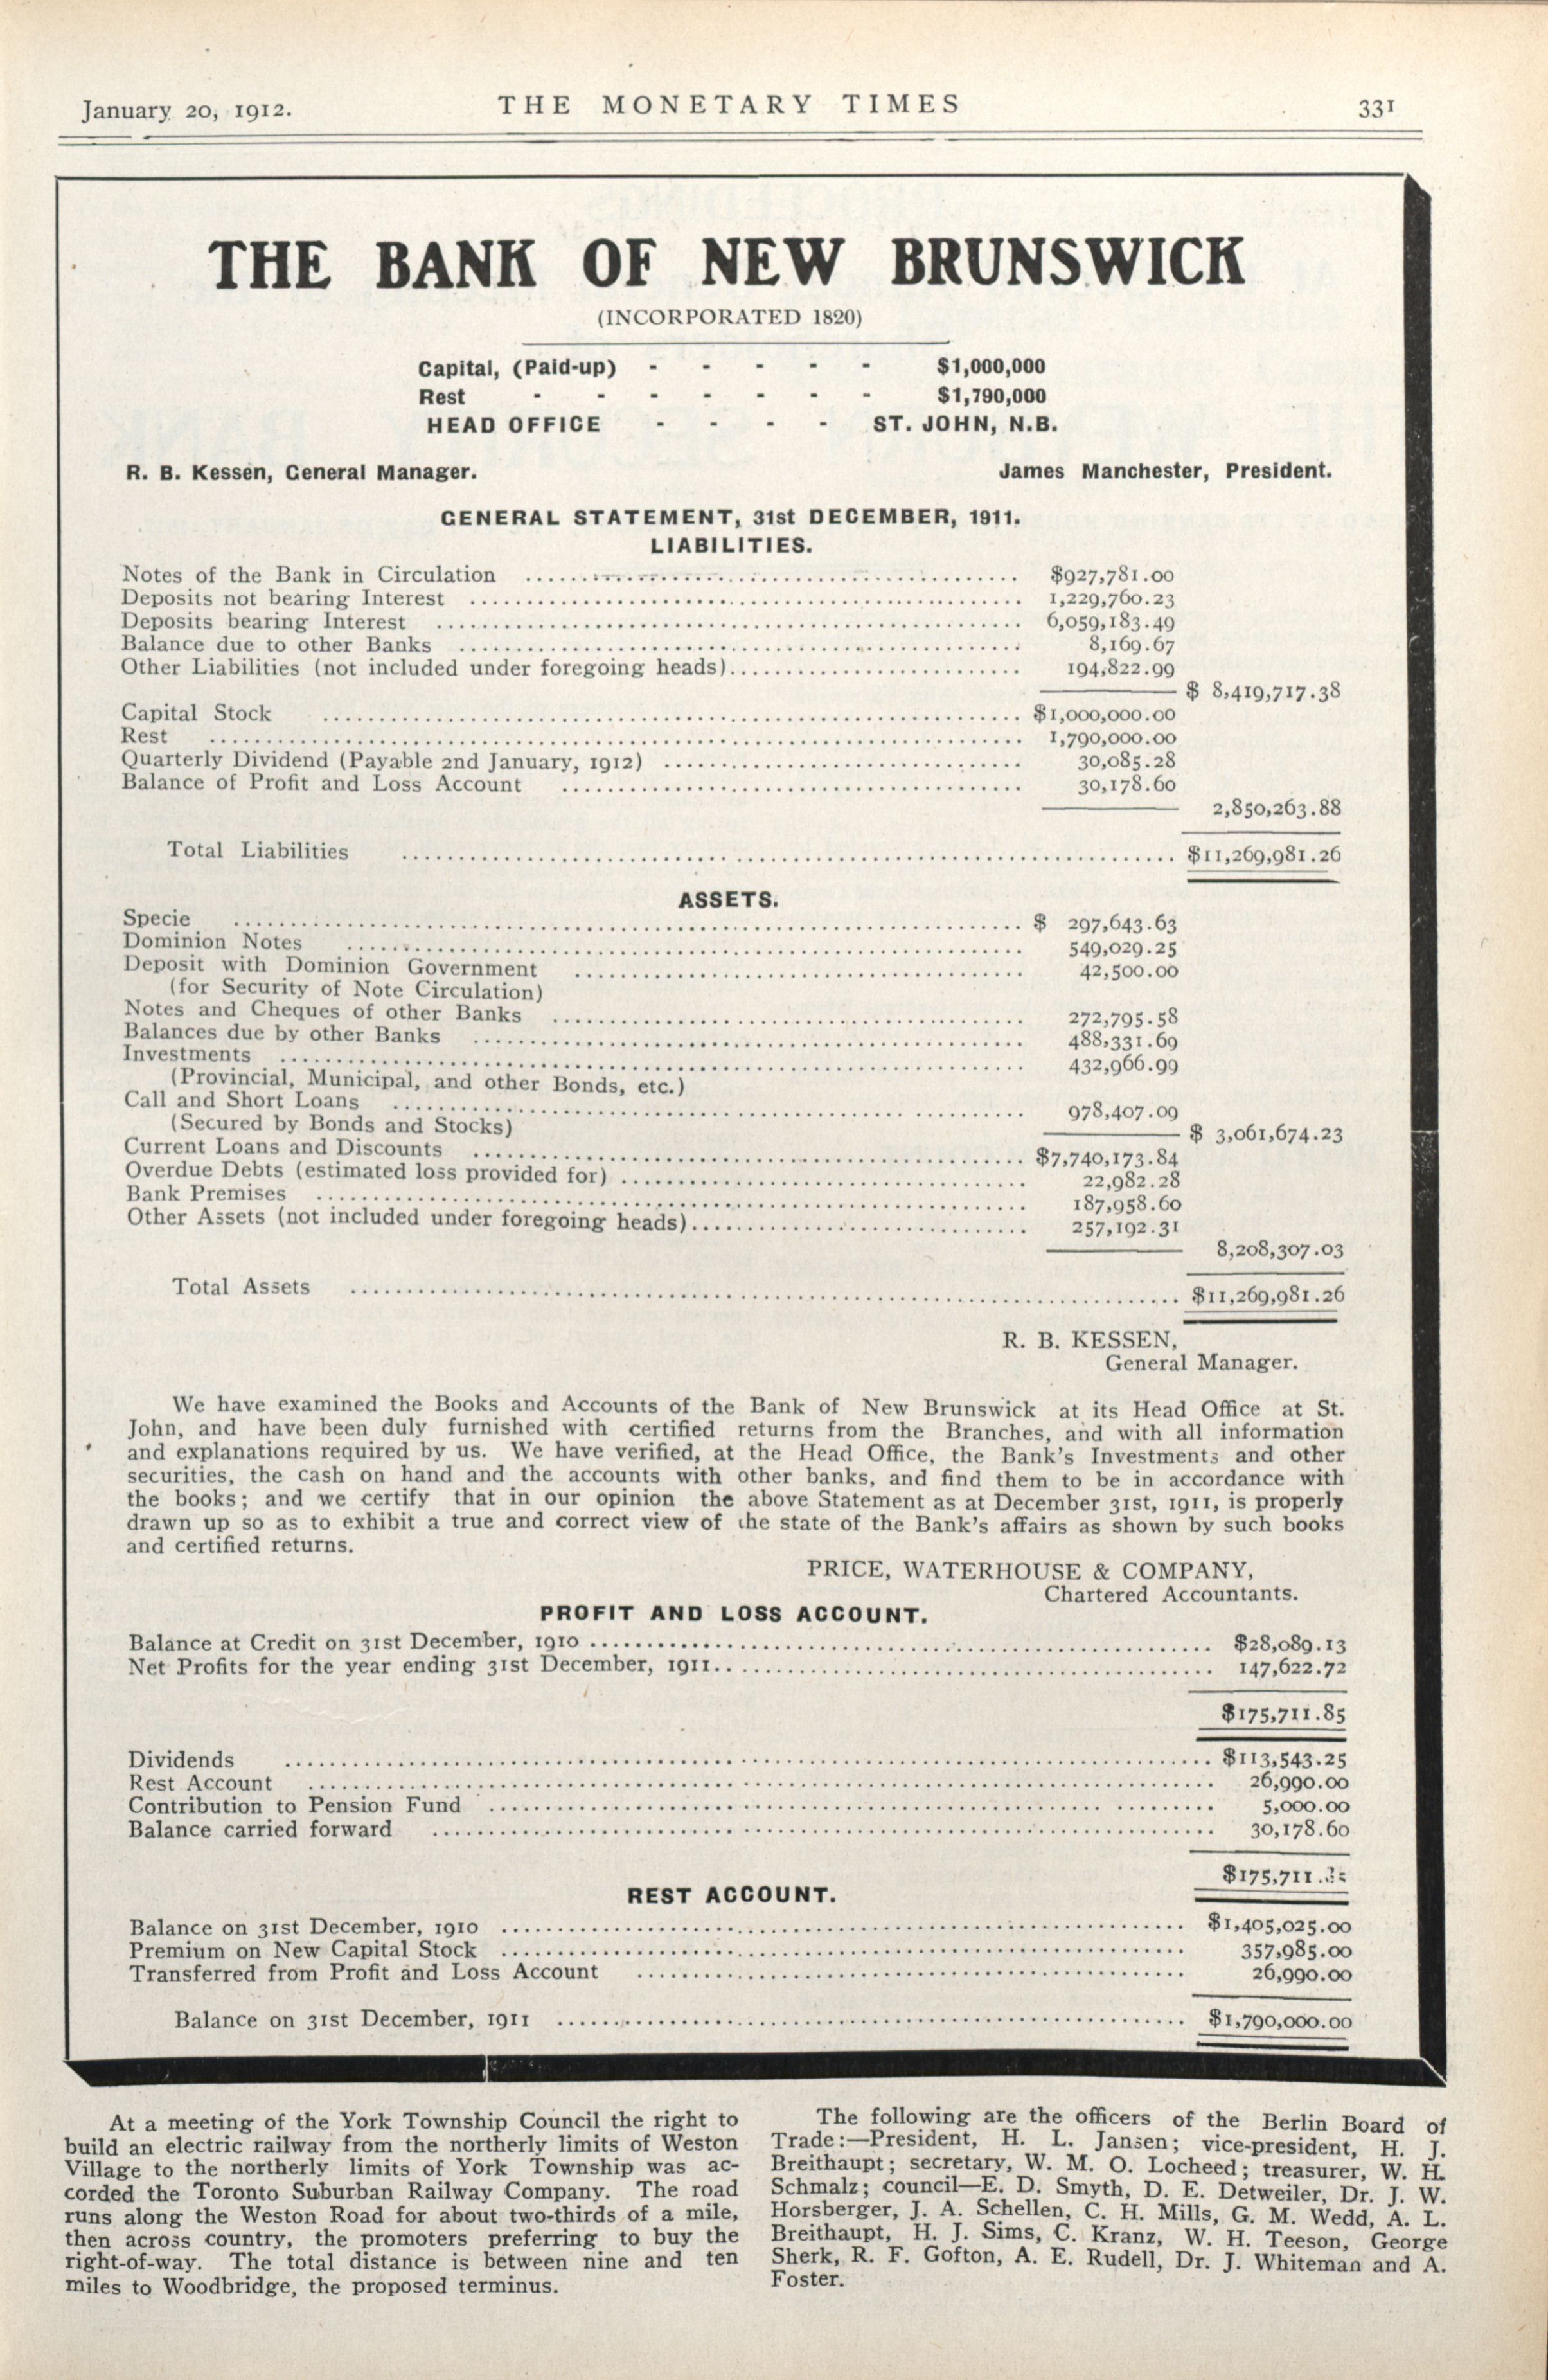 January 20, 1912.
THE MONETARY TIMES
331
THE BANK OF NEW BRUNSWICK
(INCORPORATED 1820)
Capital, (Paid-up) - - - - - $1,000,000
Rest - - - - - - - $1,790,000
HEAD OFFICE - - - - ST. JOHN, N.B.
R. B. Kessen, General Manager. James Manchester, President.
GENERAL STATEMENT, 31st DECEMBER, 1911.
LIABILITIES.
Notes of the Bank in Circulation ........ $927,781.00
Deposits not bearing Interest ........ 1,229,760.23
Deposits bearing Interest ........ 6,059,183.49
Balance due to other Banks ........ 8,169.67
Other Liabilities (not included under foregoing heads)........ 194,822.99
$ 8,419,717.38
Capital Stock ........ $1,000,000.00
Rest ........ 1,790,000.00
Quarterly Dividend (Payable 2nd January, 1912) ........ 30,085.28
Balance of Profit and Loss Account ........ 30,178.60
2,850,263.88
Total Liabilities ........ $11,269,981.26
ASSETS.
Specie ........ $ 297,643.63
Dominion Notes ........ 549,029.25
Deposit with Dominion Government ........ 42,500.00
(for Security of Note Circulation)
Notes and Cheques of other Banks ........ 272,795.58
Balances due by other Banks ........ 488,331.69
Investments ........ 432,966.99
(Provincial, Municipal, and other Bonds, etc.)
Call and Short Loans ........ 978,407.09
(Secured by Bonds and Stocks)
$ 3,061,674.23
Current Loans and Discounts ........ $7,740,173.84
Overdue Debts (estimated loss provided for) ........ 22,982.28
Bank Premises ........ 187,958.60
Other Assets (not included under foregoing heads)........ 257,192.31
8,208,307.03
Total Assets ........ $11,269,981.26
R. B. KESSEN,
General Manager.
We have examined the Books and Accounts of the Bank of New Brunswick at its Head Office at St.
John, and have been duly furnished with certified returns from the Branches, and with all information
and explanations required by us. We have verified, at the Head Office, the Bank's Investments and other
securities, the cash on hand and the accounts with other banks, and find them to be in accordance with
the books; and we certify that in our opinion the above Statement as at December 31st, 1911, is properly
drawn up so as to exhibit a true and correct view of the state of the Bank's affairs as shown by such books
and certified returns.
PRICE, WATERHOUSE & COMPANY,
Chartered Accountants.
PROFIT AND LOSS ACCOUNT.
Balance at Credit on 31st December, 1910 ........ $28,089.13
Net Profits for the year ending 31st December, 1911........ 147,622.72
$175,711.85
Dividends ........ $113,543.25
Rest Account ........ 26,990.00
Contribution to Pension Fund ........ 5,000.00
Balance carried forward ........ 30,178.60
$175,711.
REST ACCOUNT.
Balance on 31st December, 1910 ........ $1,405,025.00
Premium on New Capital Stock ........ 357,985.00
Transferred from Profit and Loss Account ........ 26,990.00
Balance on 31st December, 1911 ........ $1,790,000.00
At a meeting of the York Township Council the right to
build an electric railway from the northerly limits of Weston
Village to the northerly limits of York Township was ac-
corded the Toronto Suburban Railway Company. The road
runs along the Weston Road for about two-thirds of a mile,
then across country, the promoters preferring to buy the
right-of-way. The total distance is between nine and ten
miles to Woodbridge, the proposed terminus.
The following are the officers of the Berlin Board of
Trade:—President, H. L. Jansen; vice-president, H. J.
Breithaupt; secretary, W. M. O. Locheed; treasurer, W. H.
Schmalz; council—E. D. Smyth, D. E. Detweiler, Dr. J. W.
Horsberger, J. A. Schellen, C. H. Mills, G. M. Wedd, A. L.
Breithaupt, H. J. Sims, C. Kranz, W. H. Teeson, George
Sherk, R. F. Gofton, A. E. Rudell, Dr. J. Whiteman and A.
Foster.